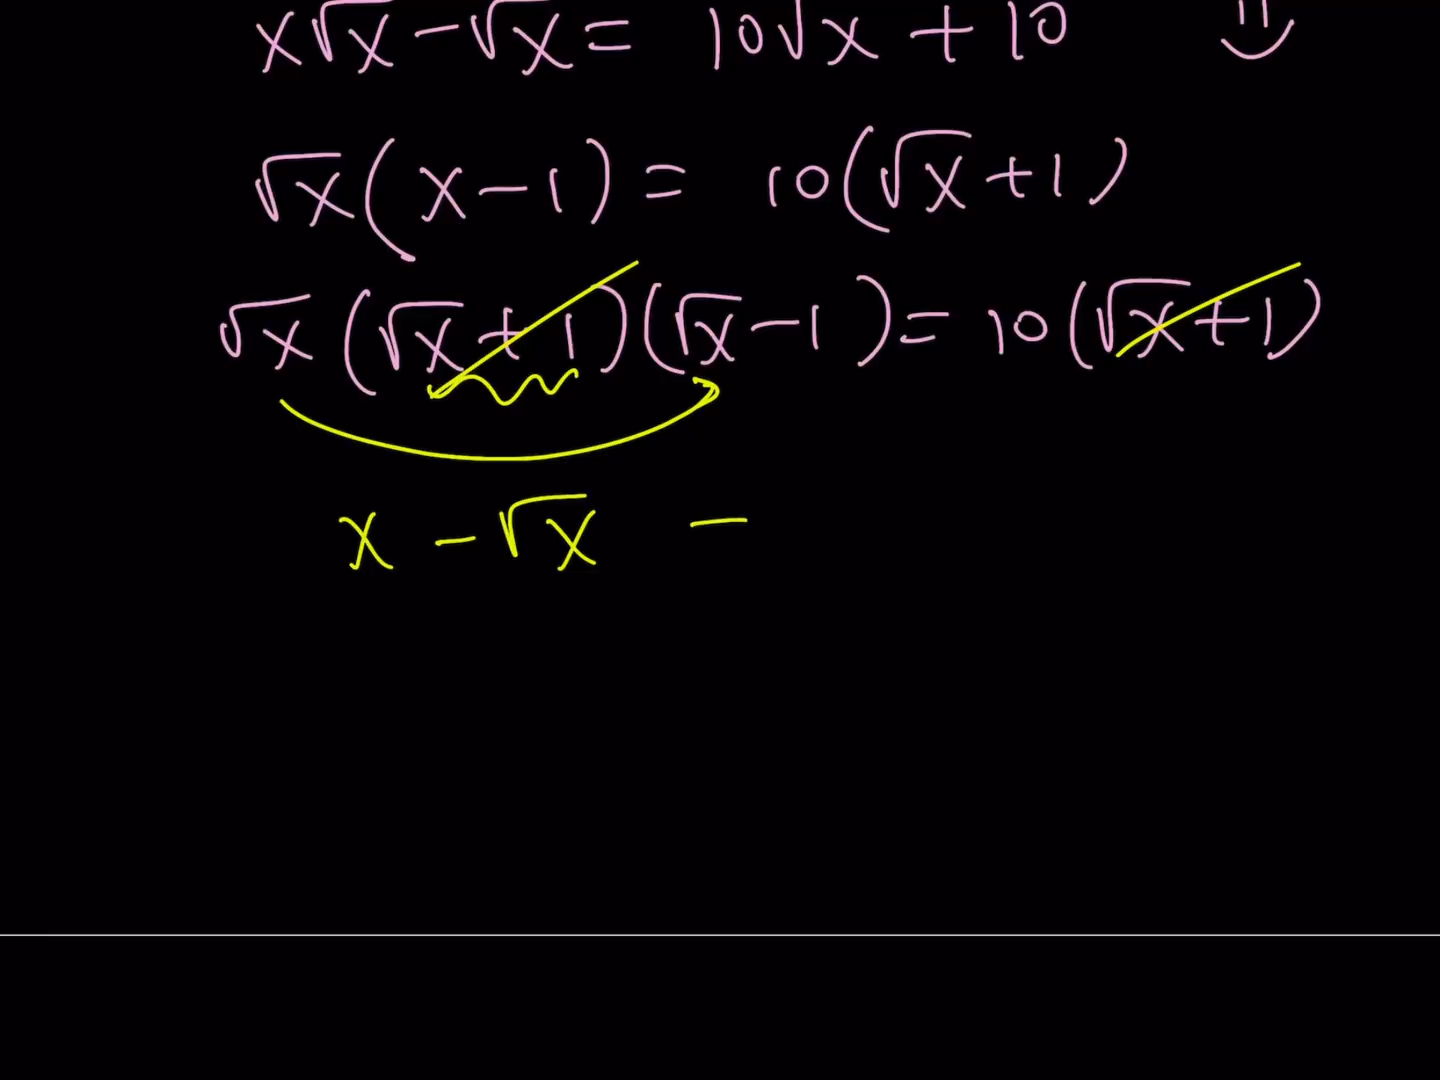 x√x - √x = 10√x + 10
√x(x - 1) = 10(√x + 1)
√x(√x + 1)(√x - 1) = 10(√x + 1)
x - √x -